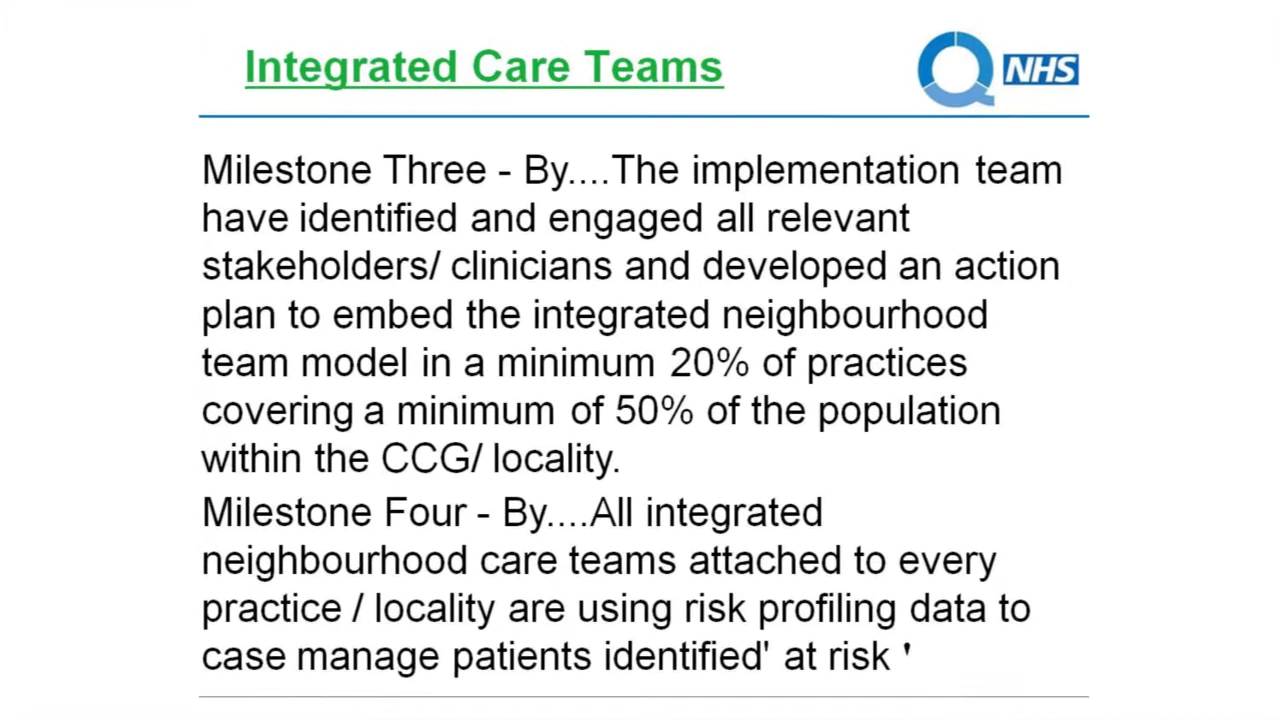 Integrated Care Teams
NHS
Milestone Three - By....The implementation team
have identified and engaged all relevant
stakeholders/ clinicians and developed an action
plan to embed the integrated neighbourhood
team model in a minimum 20% of practices
covering a minimum of 50% of the population
within the CCG/ locality.
Milestone Four - By....All integrated
neighbourhood care teams attached to every
practice / locality are using risk profiling data to
case manage patients identified' at risk '